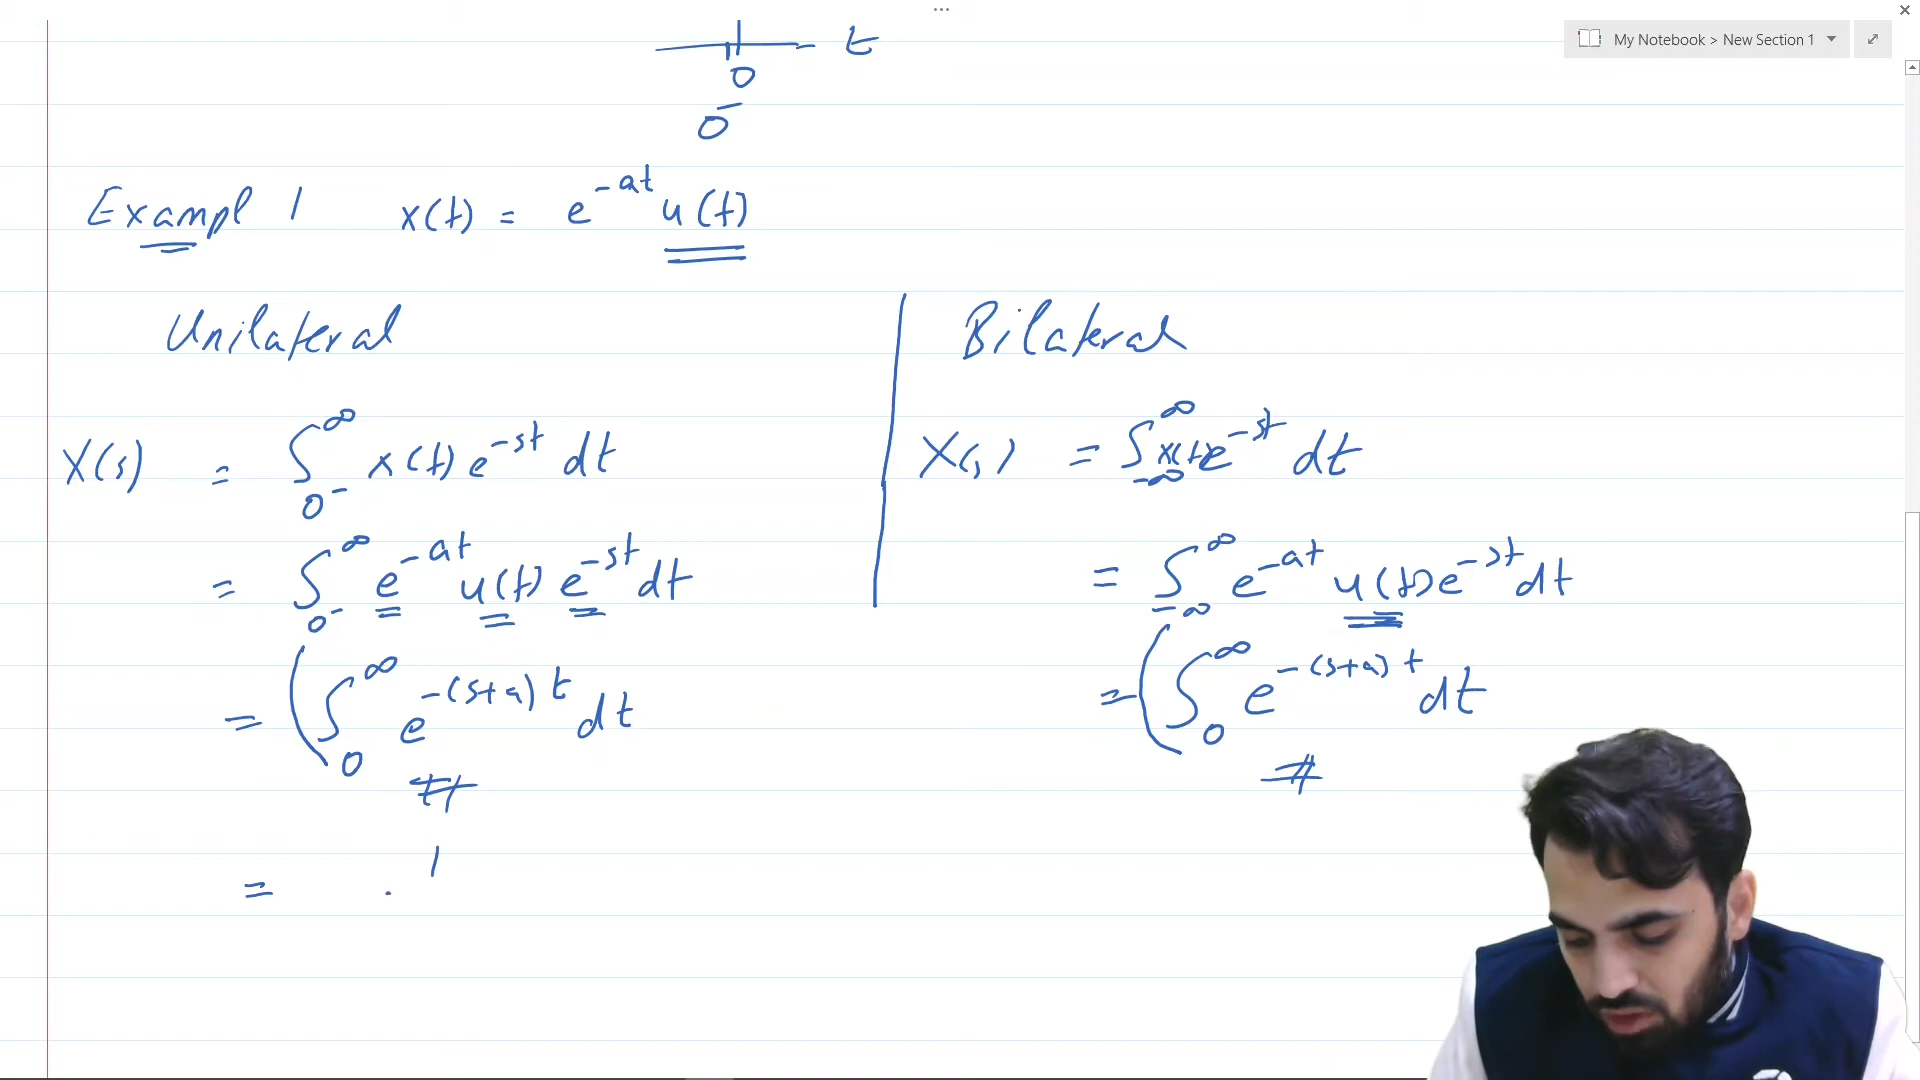 ...
My Notebook > New Section 1
t
0
0⁻
Exampl 1 x(t) = e^{-at} u(t)
Unilateral
X(s) = ∫_{0⁻}^{∞} x(t) e^{-st} dt
= ∫_{0⁻}^{∞} e^{-at} u(t) e^{-st} dt
= (∫_{0}^{∞} e^{-(s+a)t} dt
= . 1
Bilateral
X(s) = ∫_{-∞}^{∞} x(t) e^{-st} dt
= ∫_{-∞}^{∞} e^{-at} u(t) e^{-st} dt
= (∫_{0}^{∞} e^{-(s+a)t} dt